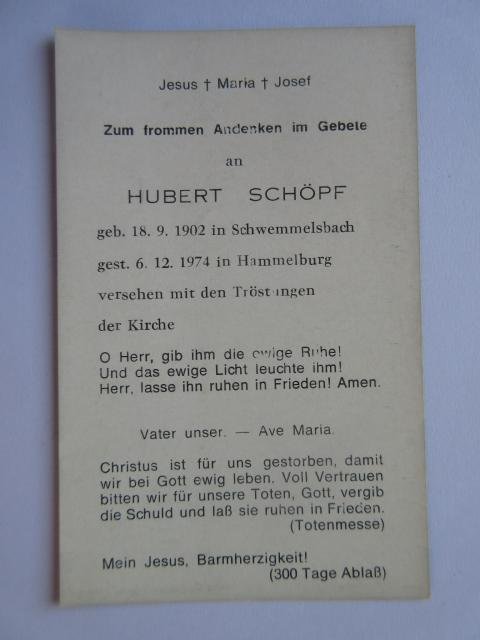 Jesus † Maria † Josef
Zum frommen Andenken im Gebete
an
HUBERT SCHÖPF
geb. 18. 9. 1902 in Schwemmelsbach
gest. 6. 12. 1974 in Hammelburg
versehen mit den Tröstungen
der Kirche
O Herr, gib ihm die ewige Ruhe!
Und das ewige Licht leuchte ihm!
Herr, lasse ihn ruhen in Frieden! Amen.
Vater unser. — Ave Maria.
Christus ist für uns gestorben, damit
wir bei Gott ewig leben. Voll Vertrauen
bitten wir für unsere Toten, Gott, vergib
die Schuld und laß sie ruhen in Frieden.
(Totenmesse)
Mein Jesus, Barmherzigkeit!
(300 Tage Ablaß)